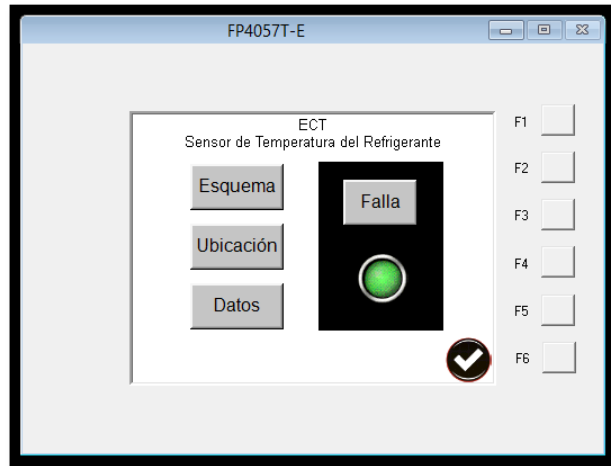 FP4057T-E
ECT
Sensor de Temperatura del Refrigerante
Esquema
Ubicación
Datos
Falla
F1
F2
F3
F4
F5
F6